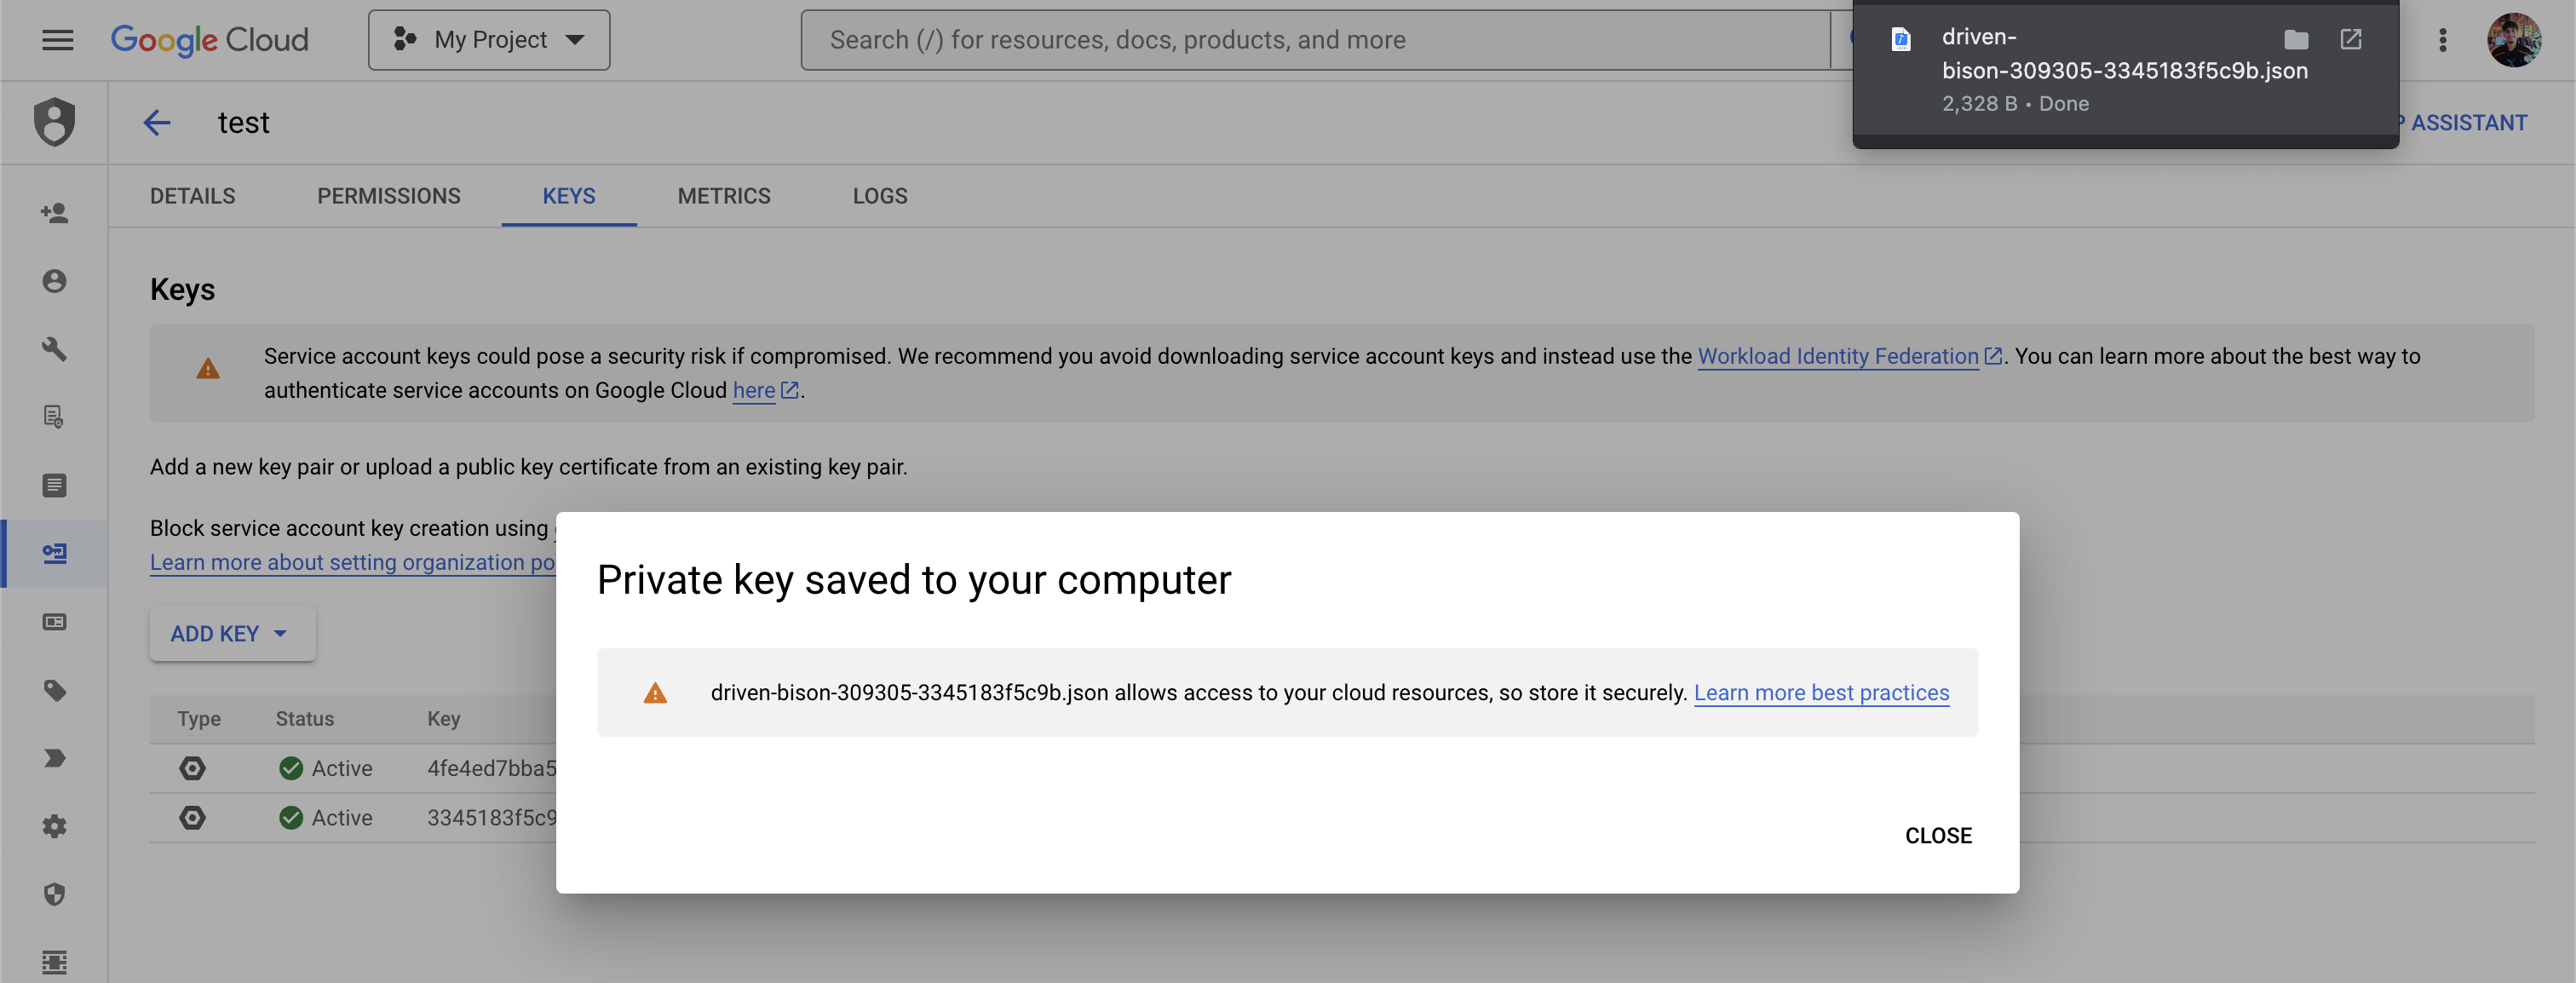 Google Cloud
My Project
Search (/) for resources, docs, products, and more
driven-
bison-309305-3345183f5c9b.json
2,328 B • Done
test
ASSISTANT
DETAILS
PERMISSIONS
KEYS
METRICS
LOGS
Keys
Service account keys could pose a security risk if compromised. We recommend you avoid downloading service account keys and instead use the Workload Identity Federation. You can learn more about the best way to
authenticate service accounts on Google Cloud here.
Add a new key pair or upload a public key certificate from an existing key pair.
Block service account key creation using
Learn more about setting organization po
ADD KEY
Type Status Key
Active 4fe4ed7bba5
Active 3345183f5c9
Private key saved to your computer
driven-bison-309305-3345183f5c9b.json allows access to your cloud resources, so store it securely. Learn more best practices
CLOSE